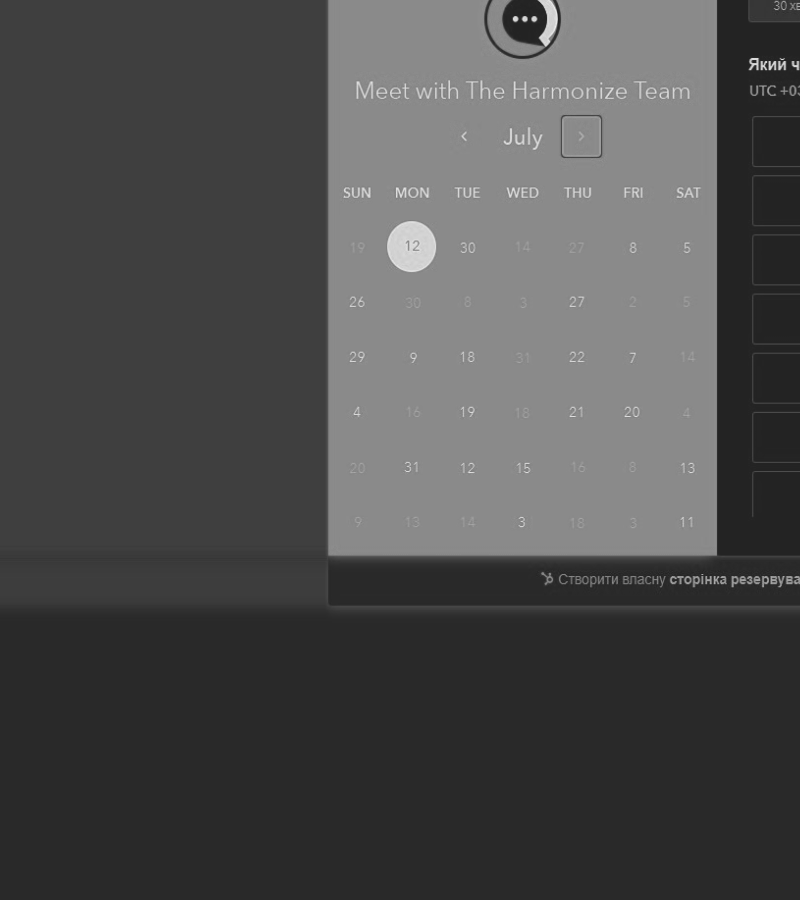 30 хв
Meet with The Harmonize Team
Який ч
UTC +03
July
SUN MON TUE WED THU FRI SAT
19 12 30 14 27 8 5
26 30 8 3 27 2 5
29 9 18 31 22 7 14
4 16 19 18 21 20 4
20 31 12 15 16 8 13
9 13 14 3 18 3 11
Створити власну сторінка резервува